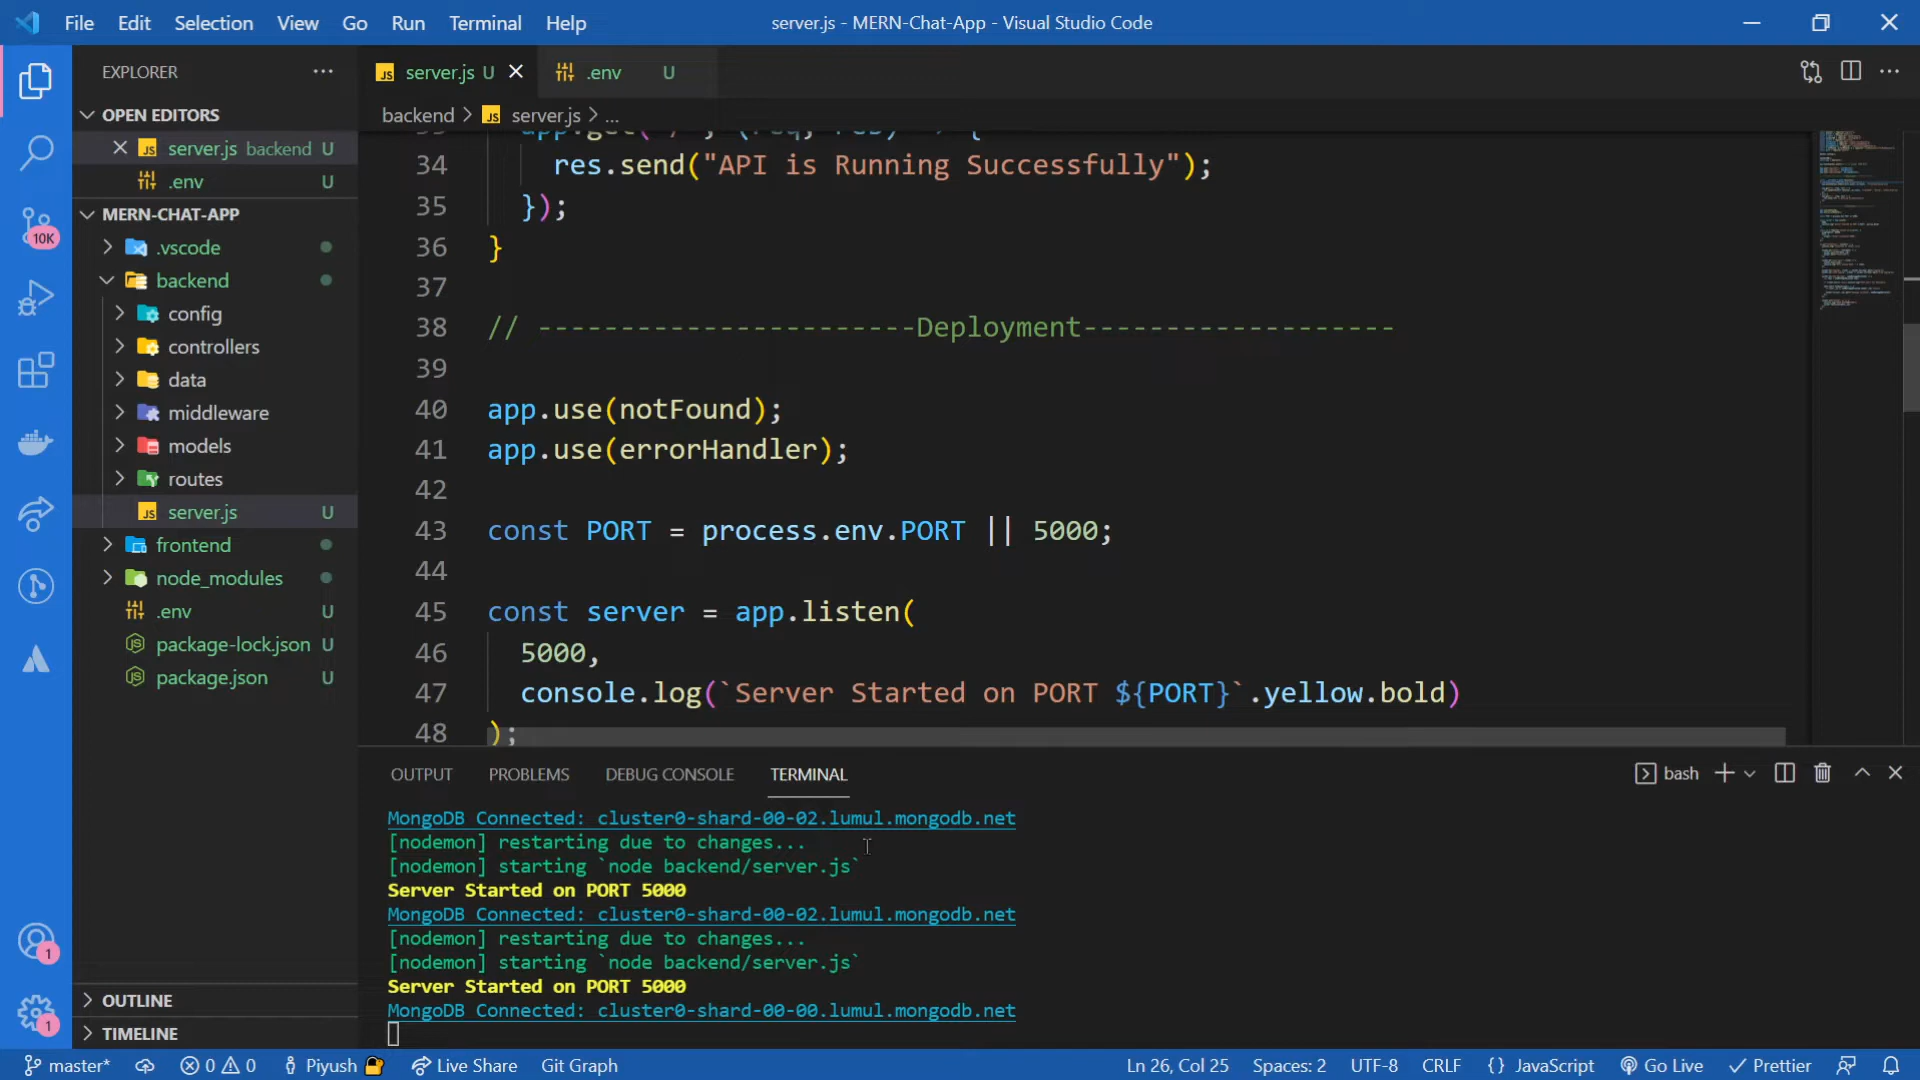 File Edit Selection View Go Run Terminal Help
server.js - MERN-Chat-App - Visual Studio Code
EXPLORER
server.js U
.env U
OPEN EDITORS
backend > server.js > ...
server.js backend U
.env U
MERN-CHAT-APP
.vscode
backend
config
controllers
data
middleware
models
routes
server.js U
frontend
node_modules
.env U
package-lock.json U
package.json U
OUTLINE
TIMELINE
10K
1
1
34 res.send("API is Running Successfully");
35 });
36 }
37
38 // -----------------------Deployment-------------------
39
40 app.use(notFound);
41 app.use(errorHandler);
42
43 const PORT = process.env.PORT || 5000;
44
45 const server = app.listen(
46 5000,
47 console.log(`Server Started on PORT ${PORT}`.yellow.bold)
48 );
OUTPUT PROBLEMS DEBUG CONSOLE TERMINAL
bash
MongoDB Connected: cluster0-shard-00-02.lumul.mongodb.net
[nodemon] restarting due to changes...
[nodemon] starting `node backend/server.js`
Server Started on PORT 5000
MongoDB Connected: cluster0-shard-00-02.lumul.mongodb.net
[nodemon] restarting due to changes...
[nodemon] starting `node backend/server.js`
Server Started on PORT 5000
MongoDB Connected: cluster0-shard-00-00.lumul.mongodb.net
master* 0 0 Piyush Live Share Git Graph Ln 26, Col 25 Spaces: 2 UTF-8 CRLF {} JavaScript Go Live Prettier